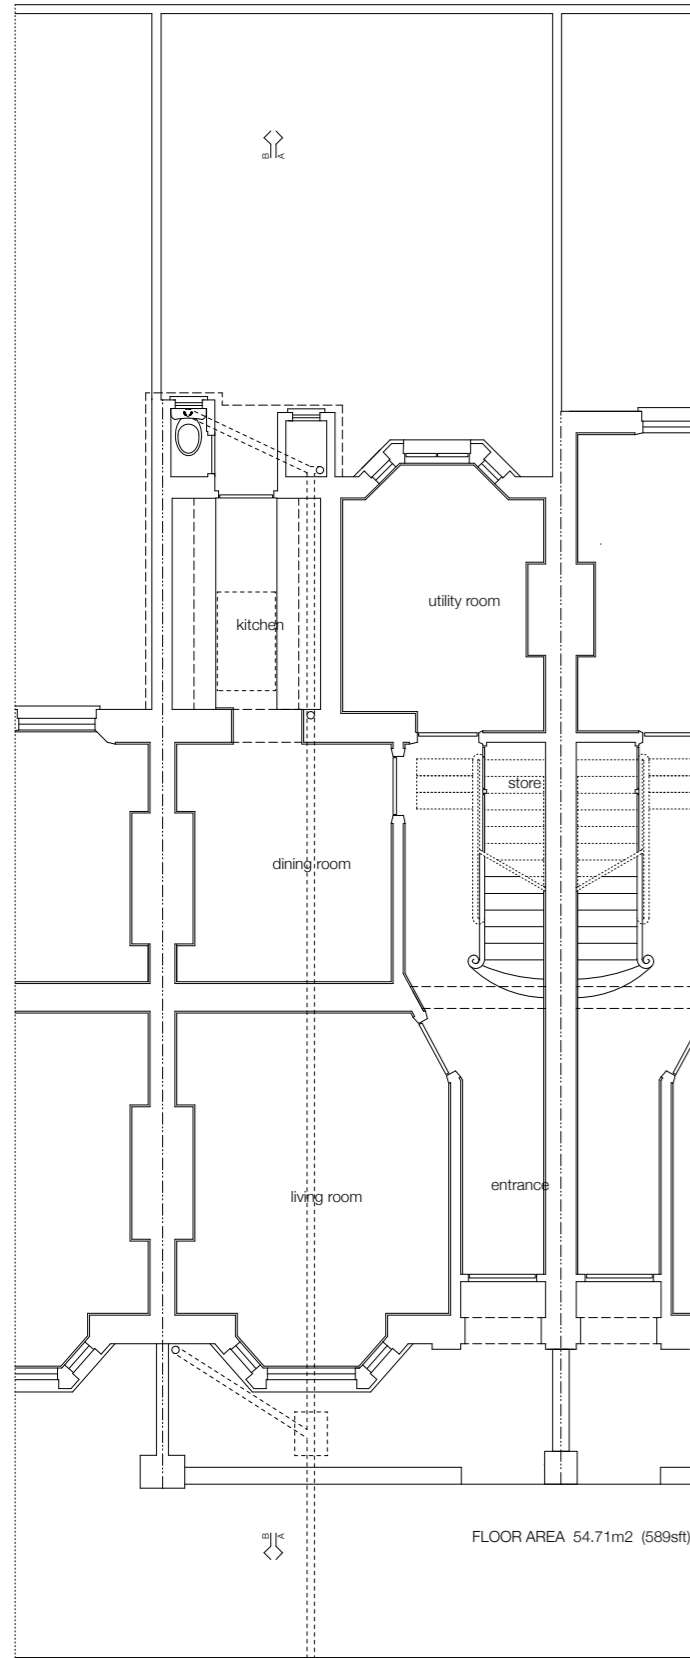 B
A
utility room
kitchen
store
dining room
entrance
living room
FLOOR AREA 54.71m2 (589sft)
B
A